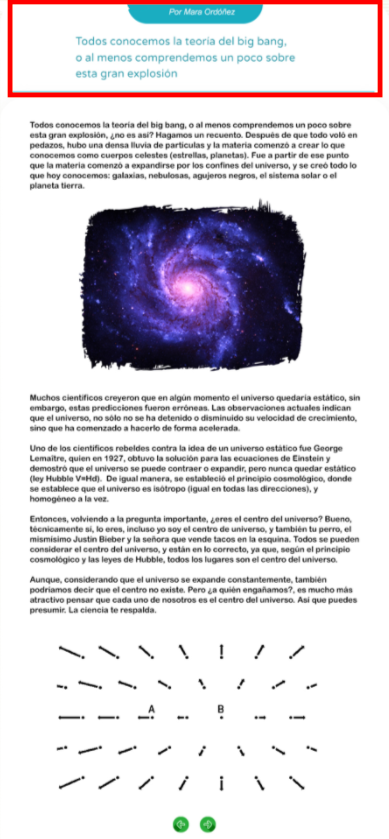 Por Mara Ordóñez
Todos conocemos la teoría del big bang,
o al menos comprendemos un poco sobre
esta gran explosión
Todos conocemos la teoría del big bang, o al menos comprendemos un poco sobre
esta gran explosión, ¿no es así? Hagamos un recuento. Después de que todo voló en
pedazos, hubo una densa lluvia de partículas y la materia comenzó a crear lo que
conocemos como cuerpos celestes (estrellas, planetas). Fue a partir de ese punto
que la materia comenzó a expandirse por los confines del universo, y se creó todo lo
que hoy conocemos: galaxias, nebulosas, agujeros negros, el sistema solar o el
planeta tierra.
Muchos científicos creyeron que en algún momento el universo quedaría estático, sin
embargo, estas predicciones fueron erróneas. Las observaciones actuales indican
que el universo, no sólo no se ha detenido o disminuido su velocidad de crecimiento,
sino que ha comenzado a hacerlo de forma acelerada.
Uno de los científicos rebeldes contra la idea de un universo estático fue George
Lemaître, quien en 1927, obtuvo la solución para las ecuaciones de Einstein y
demostró que el universo se puede contraer o expandir, pero nunca quedar estático
(ley Hubble V=Hd). De igual manera, se estableció el principio cosmológico, donde
se establece que el universo es isótropo (igual en todas las direcciones), y
homogéneo a la vez.
Entonces, volviendo a la pregunta importante, ¿eres el centro del universo? Bueno,
técnicamente sí, lo eres, incluso yo soy el centro de universo, y también tu perro, el
mismísimo Justin Bieber y la señora que vende tacos en la esquina. Todos se pueden
considerar el centro del universo, y están en lo correcto, ya que, según el principio
cosmológico y las leyes de Hubble, todos los lugares son el centro del universo.
Aunque, considerando que el universo se expande constantemente, también
podríamos decir que el centro no existe. Pero ¿a quién engañamos?, es mucho más
atractivo pensar que cada uno de nosotros es el centro del universo. Así que puedes
presumir. La ciencia te respalda.
A B